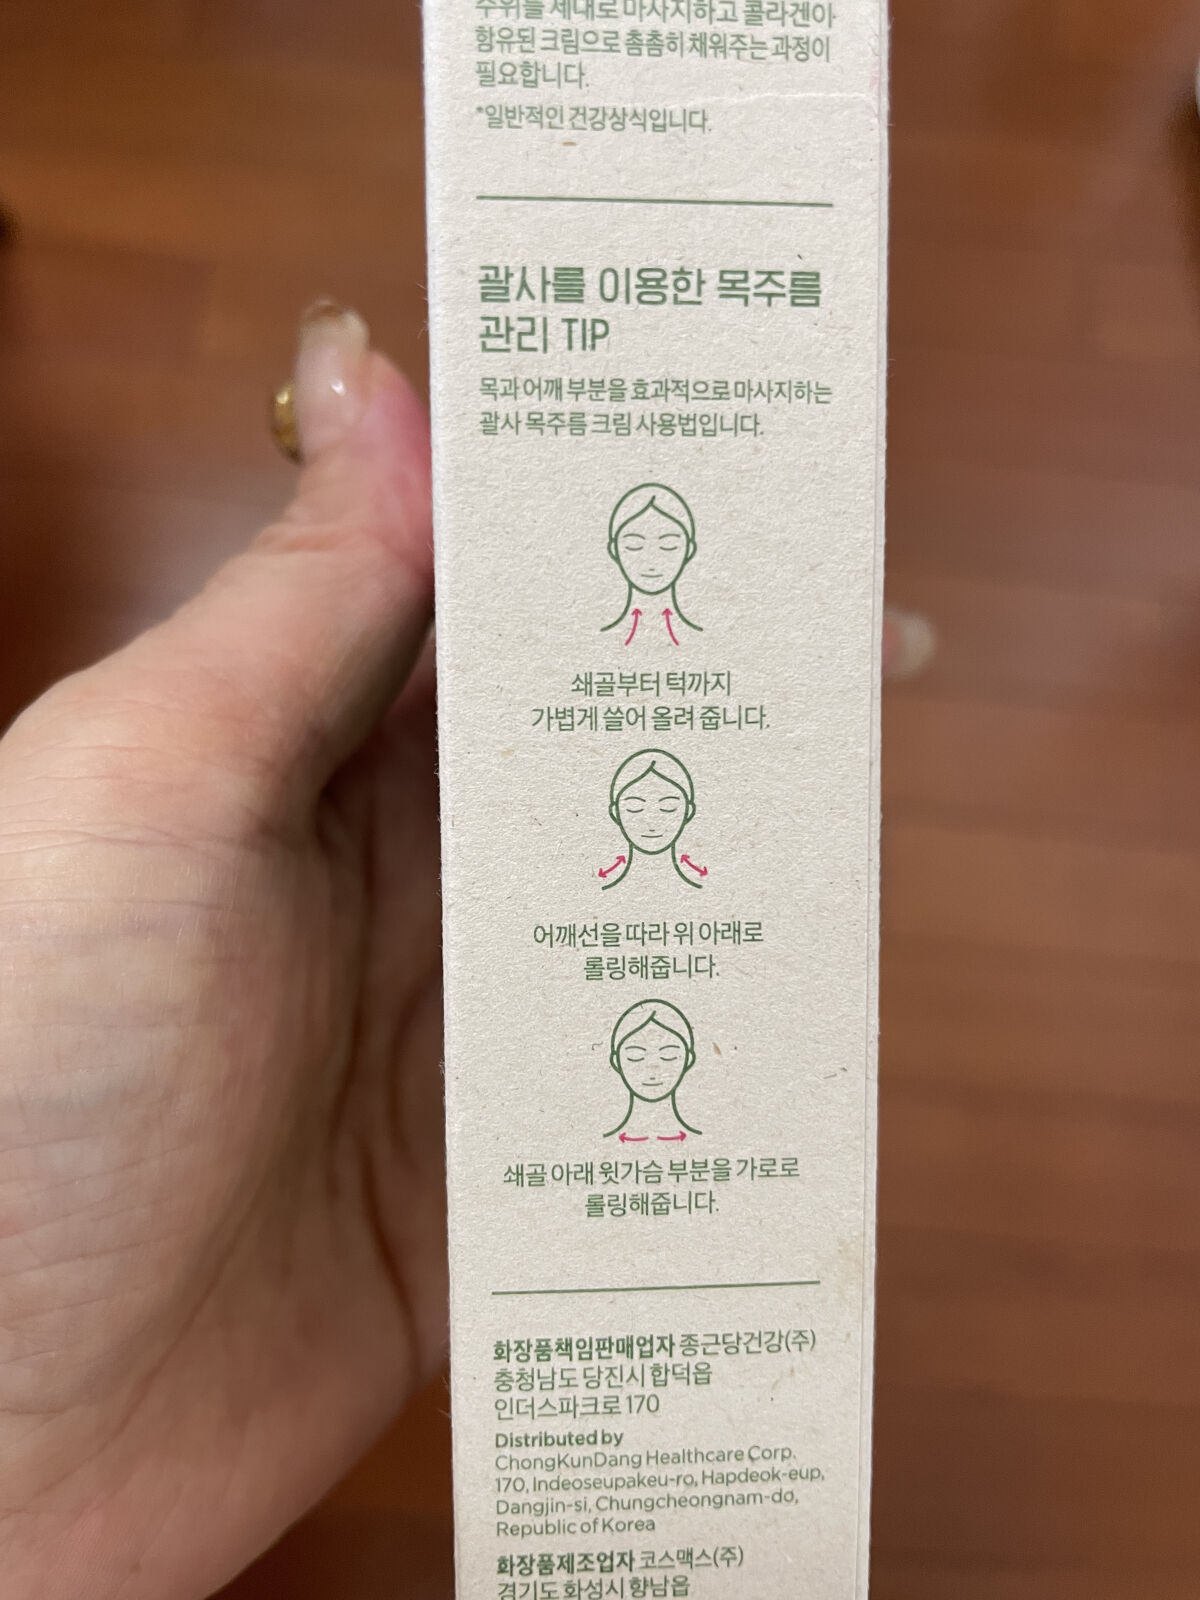 주위를 제대로 마사지하고 콜라겐이
함유된 크림으로 촘촘히 채워주는 과정이
필요합니다.
*일반적인 건강상식입니다.
괄사를 이용한 목주름
관리 TIP
목과 어깨 부분을 효과적으로 마사지하는
괄사 목주름 크림 사용법입니다.
쇄골부터 턱까지
가볍게 쓸어 올려 줍니다.
어깨선을 따라 위 아래로
롤링해줍니다.
쇄골 아래 윗가슴 부분을 가로로
롤링해줍니다.
화장품책임판매업자 종근당건강(주)
충청남도 당진시 합덕읍
인더스파크로 170
Distributed by
ChongKunDang Healthcare Corp.
170, Indeoseupakeu-ro, Hapdeok-eup,
Dangjin-si, Chungcheongnam-do,
Republic of Korea
화장품제조업자 코스맥스(주)
경기도 화성시 향남읍